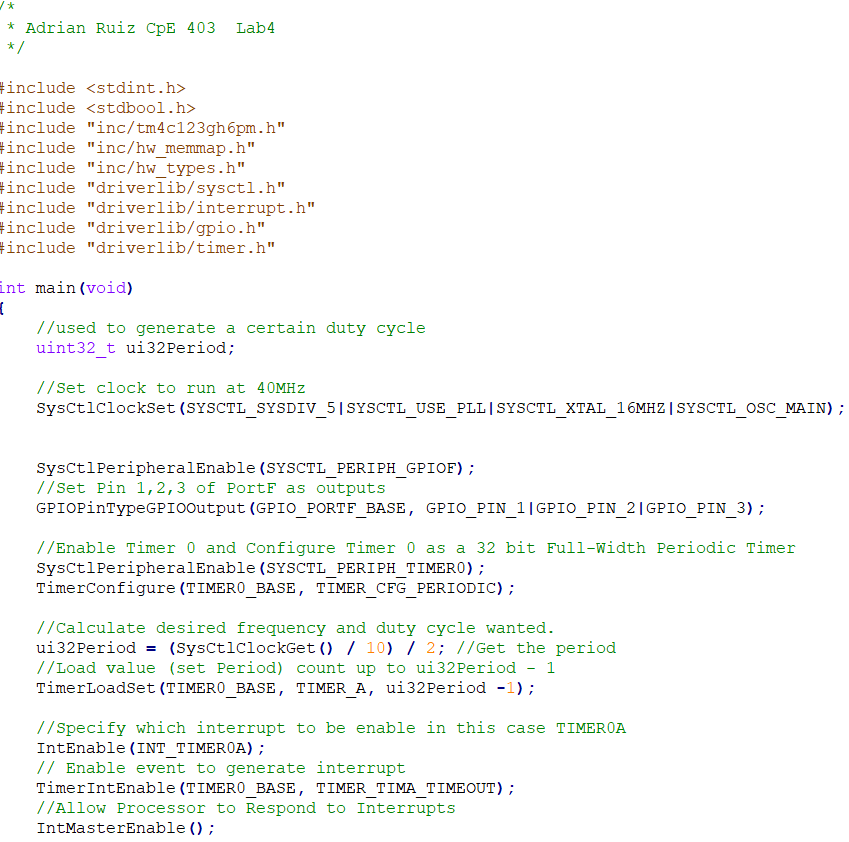 /*
 * Adrian Ruiz CpE 403  Lab4
 */

#include <stdint.h>
#include <stdbool.h>
#include "inc/tm4c123gh6pm.h"
#include "inc/hw_memmap.h"
#include "inc/hw_types.h"
#include "driverlib/sysctl.h"
#include "driverlib/interrupt.h"
#include "driverlib/gpio.h"
#include "driverlib/timer.h"

int main(void)
{
    //used to generate a certain duty cycle
    uint32_t ui32Period;

    //Set clock to run at 40MHz
    SysCtlClockSet(SYSCTL_SYSDIV_5|SYSCTL_USE_PLL|SYSCTL_XTAL_16MHZ|SYSCTL_OSC_MAIN);


    SysCtlPeripheralEnable(SYSCTL_PERIPH_GPIOF);
    //Set Pin 1,2,3 of PortF as outputs
    GPIOPinTypeGPIOOutput(GPIO_PORTF_BASE, GPIO_PIN_1|GPIO_PIN_2|GPIO_PIN_3);

    //Enable Timer 0 and Configure Timer 0 as a 32 bit Full-Width Periodic Timer
    SysCtlPeripheralEnable(SYSCTL_PERIPH_TIMER0);
    TimerConfigure(TIMER0_BASE, TIMER_CFG_PERIODIC);

    //Calculate desired frequency and duty cycle wanted.
    ui32Period = (SysCtlClockGet() / 10) / 2; //Get the period
    //Load value (set Period) count up to ui32Period - 1
    TimerLoadSet(TIMER0_BASE, TIMER_A, ui32Period -1);

    //Specify which interrupt to be enable in this case TIMER0A
    IntEnable(INT_TIMER0A);
    // Enable event to generate interrupt
    TimerIntEnable(TIMER0_BASE, TIMER_TIMA_TIMEOUT);
    //Allow Processor to Respond to Interrupts
    IntMasterEnable();